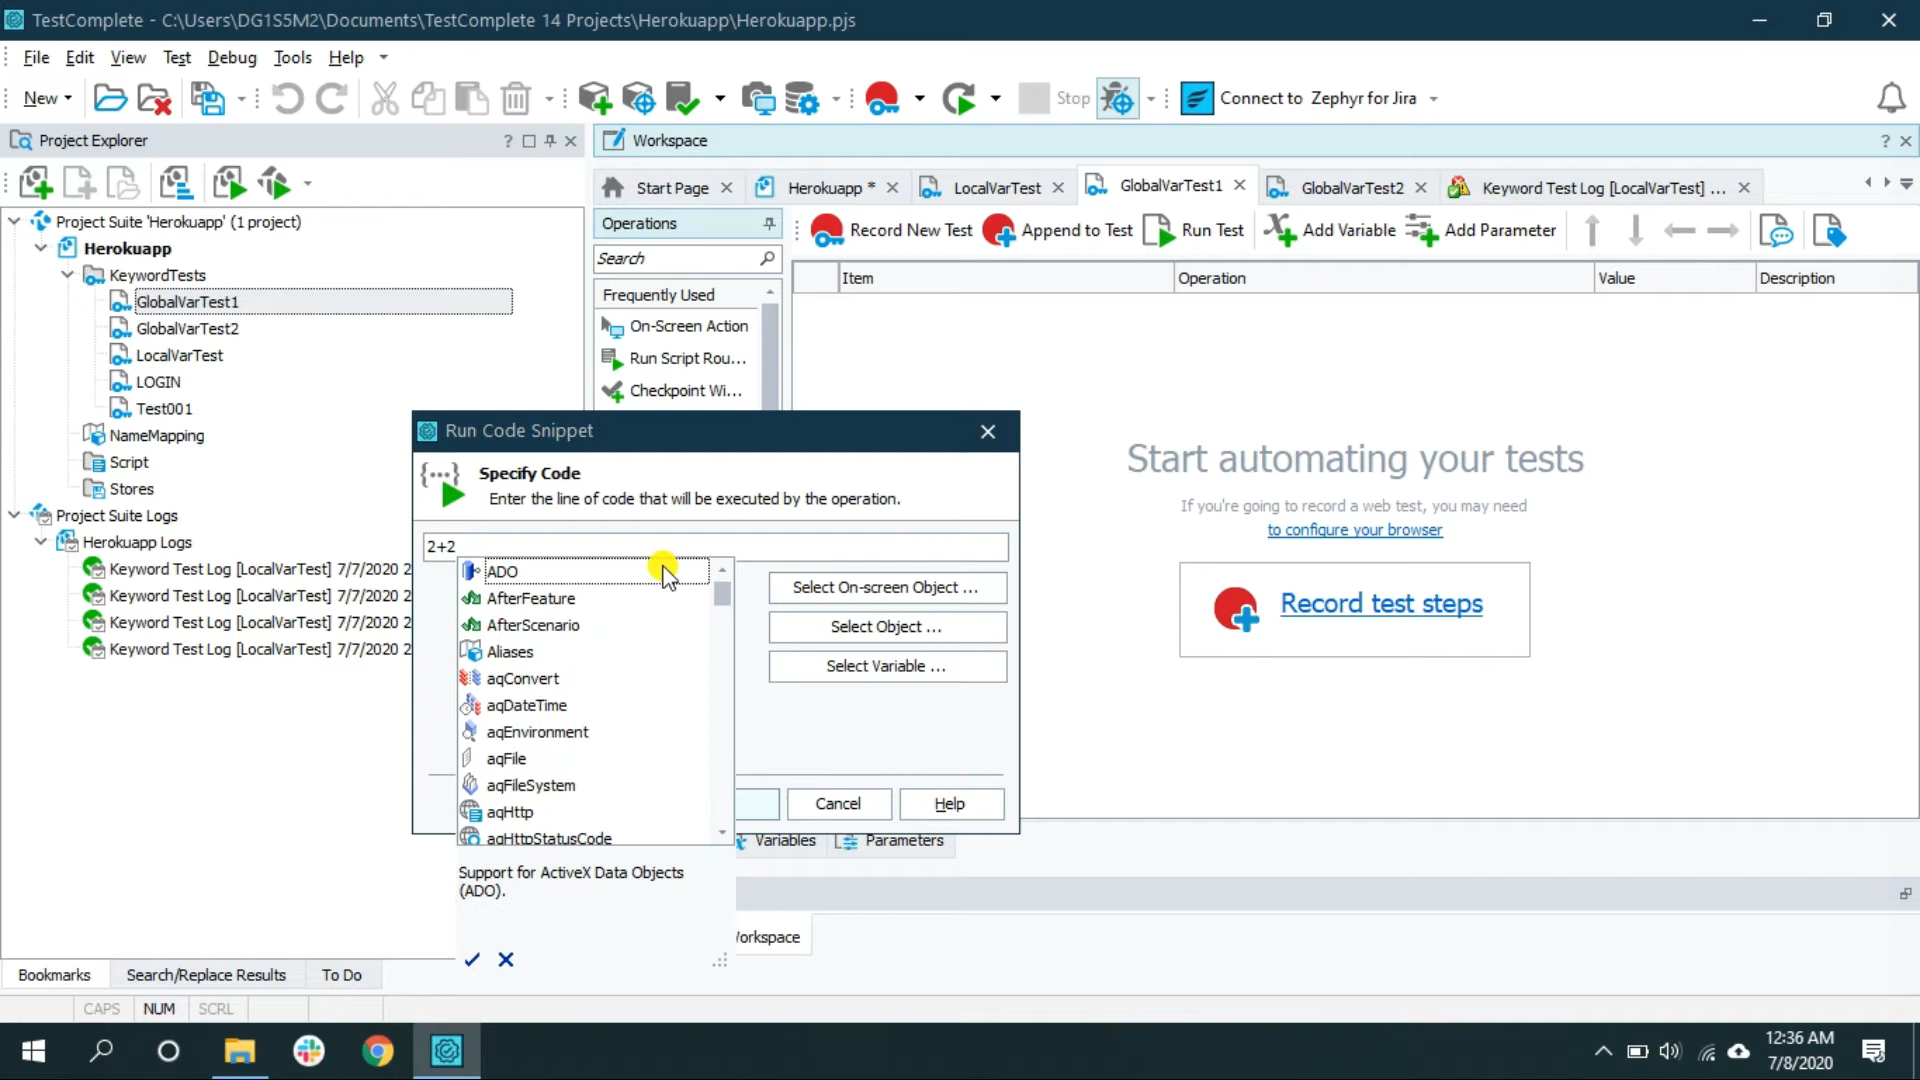 TestComplete - C:\Users\DG1S5M2\Documents\TestComplete 14 Projects\Herokuapp\Herokuapp.pjs
File Edit View Test Debug Tools Help
New
Stop
Connect to Zephyr for Jira
Project Explorer
Workspace
Start Page
Herokuapp *
LocalVarTest
GlobalVarTest1
GlobalVarTest2
Keyword Test Log [LocalVarTest] ...
Project Suite 'Herokuapp' (1 project)
Herokuapp
KeywordTests
GlobalVarTest1
GlobalVarTest2
LocalVarTest
LOGIN
Test001
NameMapping
Script
Stores
Project Suite Logs
Herokuapp Logs
Keyword Test Log [LocalVarTest] 7/7/2020 2
Keyword Test Log [LocalVarTest] 7/7/2020 2
Keyword Test Log [LocalVarTest] 7/7/2020 2
Keyword Test Log [LocalVarTest] 7/7/2020 2
Operations
Search
Frequently Used
On-Screen Action
Run Script Rou...
Checkpoint Wi...
Record New Test
Append to Test
Run Test
Add Variable
Add Parameter
Item
Operation
Value
Description
Start automating your tests
If you're going to record a web test, you may need
to configure your browser
Record test steps
Run Code Snippet
Specify Code
Enter the line of code that will be executed by the operation.
2+2
ADO
AfterFeature
AfterScenario
Aliases
aqConvert
aqDateTime
aqEnvironment
aqFile
aqFileSystem
aqHttp
aqHttpStatusCode
Support for ActiveX Data Objects
(ADO).
Select On-screen Object ...
Select Object ...
Select Variable ...
Cancel
Help
Variables
Parameters
Workspace
Bookmarks
Search/Replace Results
To Do
CAPS
NUM
SCRL
12:36 AM
7/8/2020